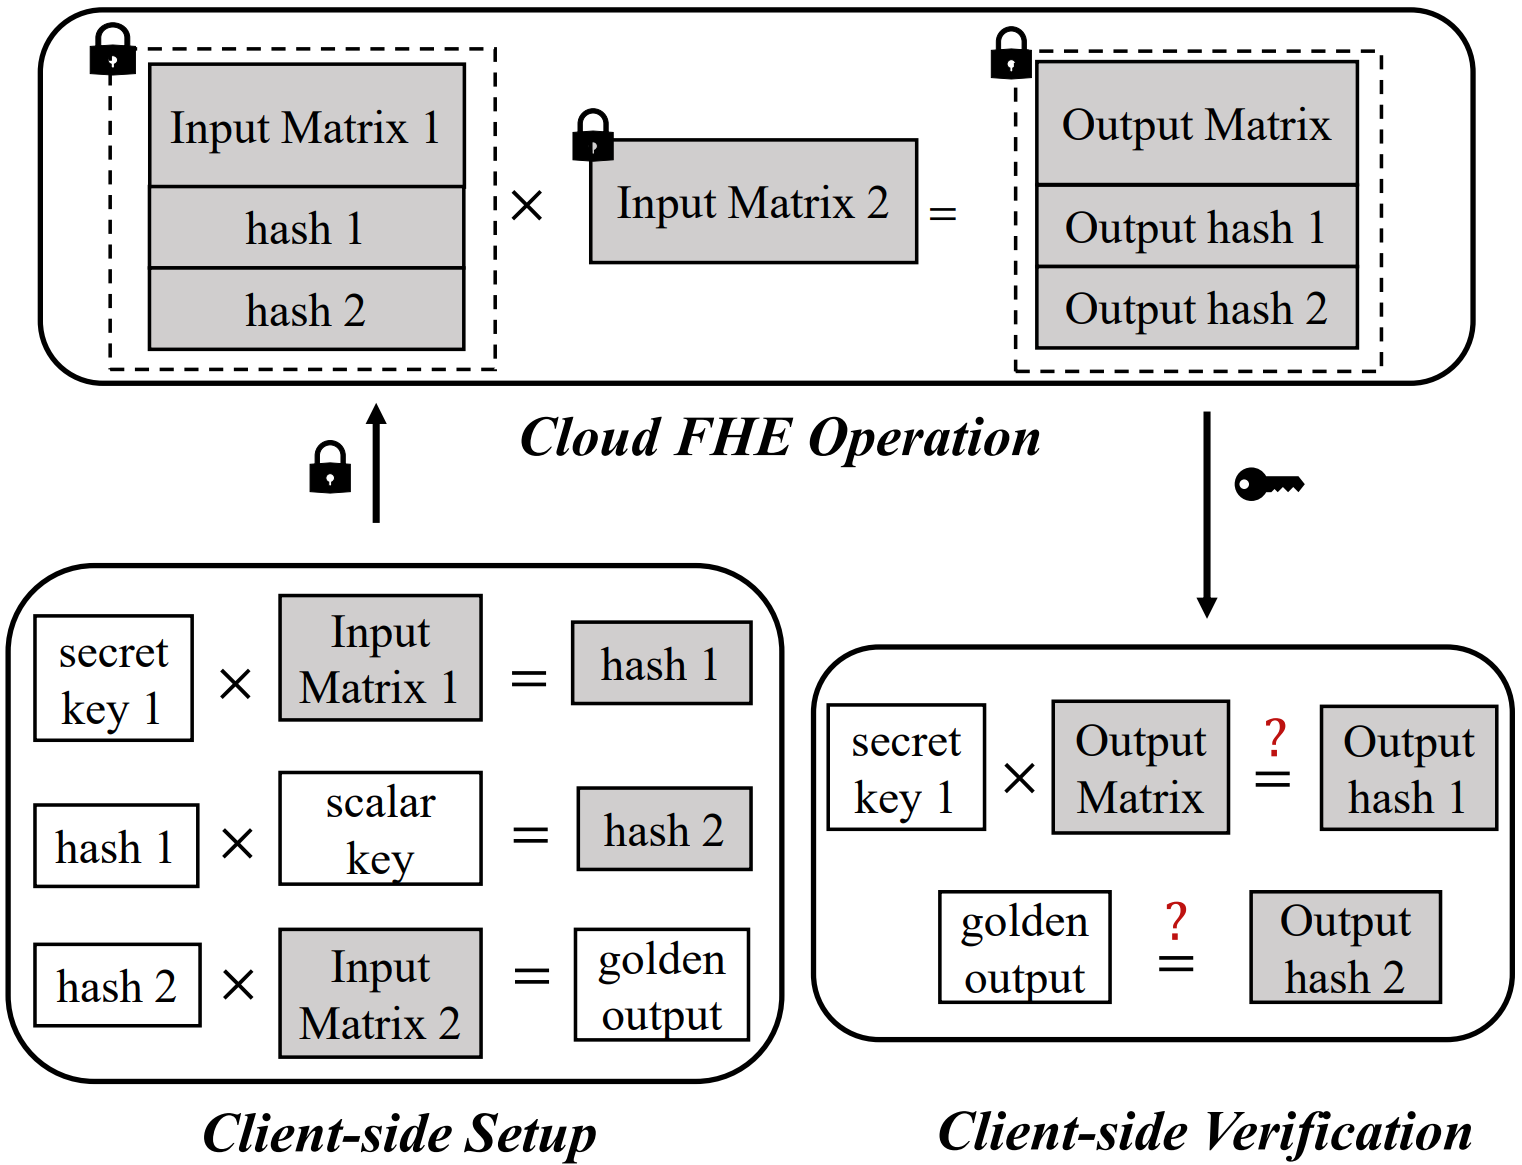 Input Matrix 1
hash 1
hash 2
×
Input Matrix 2
=
Output Matrix
Output hash 1
Output hash 2
Cloud FHE Operation
secret
key 1
×
Input
Matrix 1
=
hash 1
hash 1
×
scalar
key
=
hash 2
hash 2
×
Input
Matrix 2
=
golden
output
Client-side Setup
secret
key 1
×
Output
Matrix
?
=
Output
hash 1
golden
output
?
=
Output
hash 2
Client-side Verification